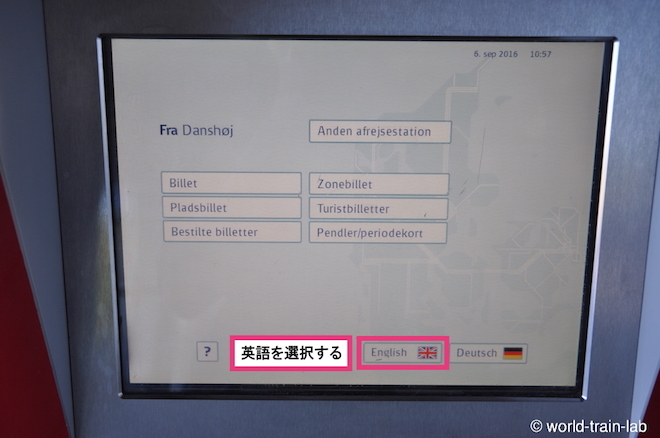 6. sep 2016 10:57
Fra Danshøj Anden afrejsestation
Billet Zonebillet
Pladsbillet Turistbilletter
Bestilte billetter Pendler/periodekort
? 英語を選択する English Deutsch
© world-train-lab